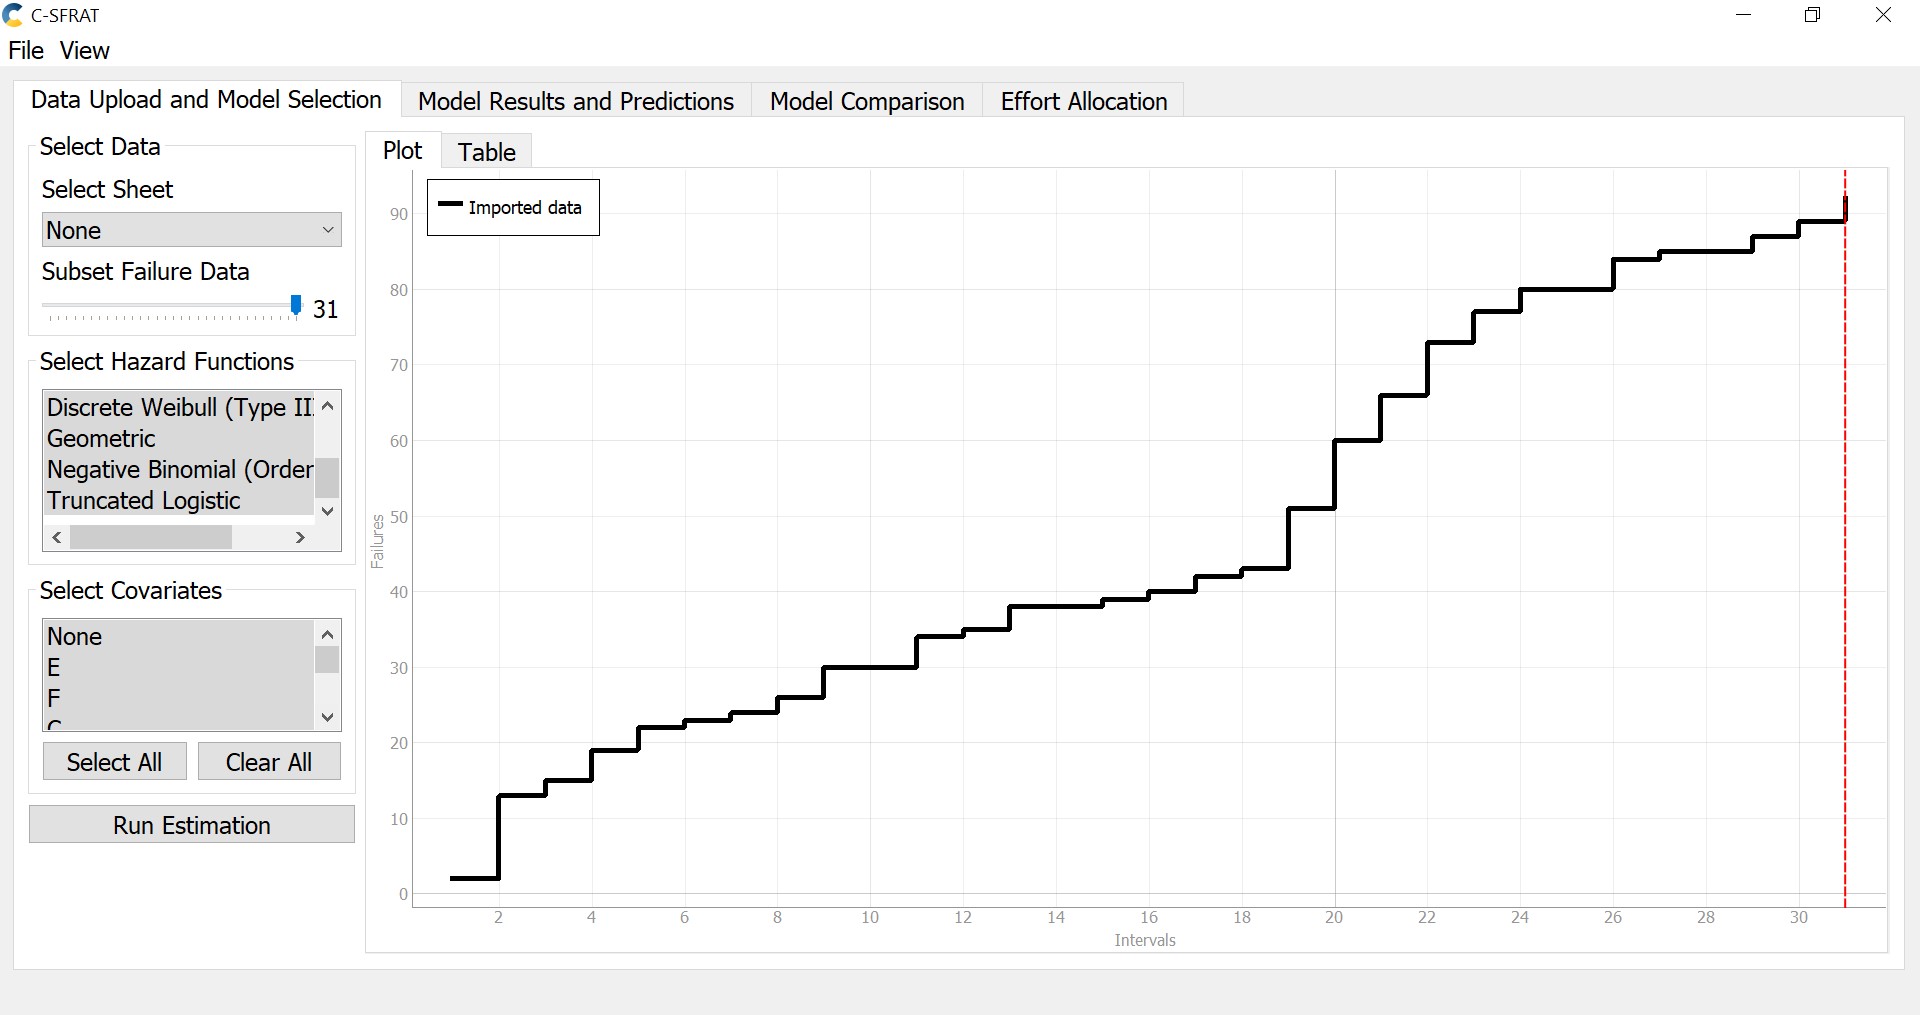 C-SFRAT
File View
Data Upload and Model Selection Model Results and Predictions Model Comparison Effort Allocation
Select Data
Select Sheet
None
Subset Failure Data
31
Select Hazard Functions
Discrete Weibull (Type III
Geometric
Negative Binomial (Order
Truncated Logistic
Select Covariates
None
E
F
Select All Clear All
Run Estimation
Plot Table
Imported data
90
80
70
60
50
40
30
20
10
0
Failures
2 4 6 8 10 12 14 16 18 20 22 24 26 28 30
Intervals